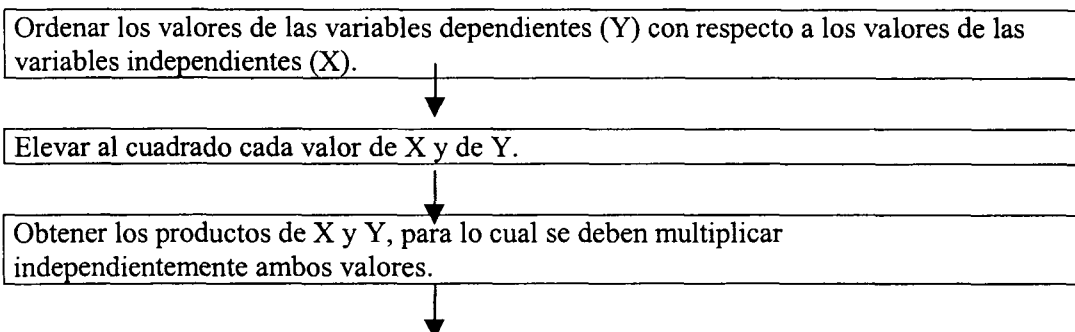 Ordenar los valores de las variables dependientes (Y) con respecto a los valores de las
variables independientes (X).
Elevar al cuadrado cada valor de X y de Y.
Obtener los productos de X y Y, para lo cual se deben multiplicar
independientemente ambos valores.